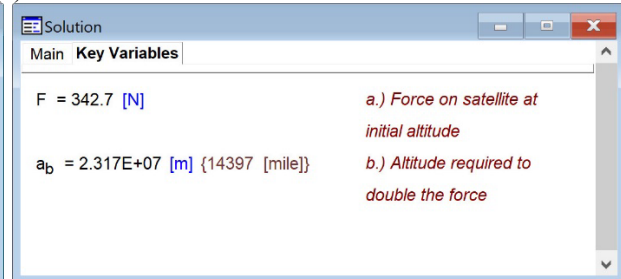 Solution
Main Key Variables
F = 342.7 [N] a.) Force on satellite at
initial altitude
a_b = 2.317E+07 [m] {14397 [mile]} b.) Altitude required to
double the force